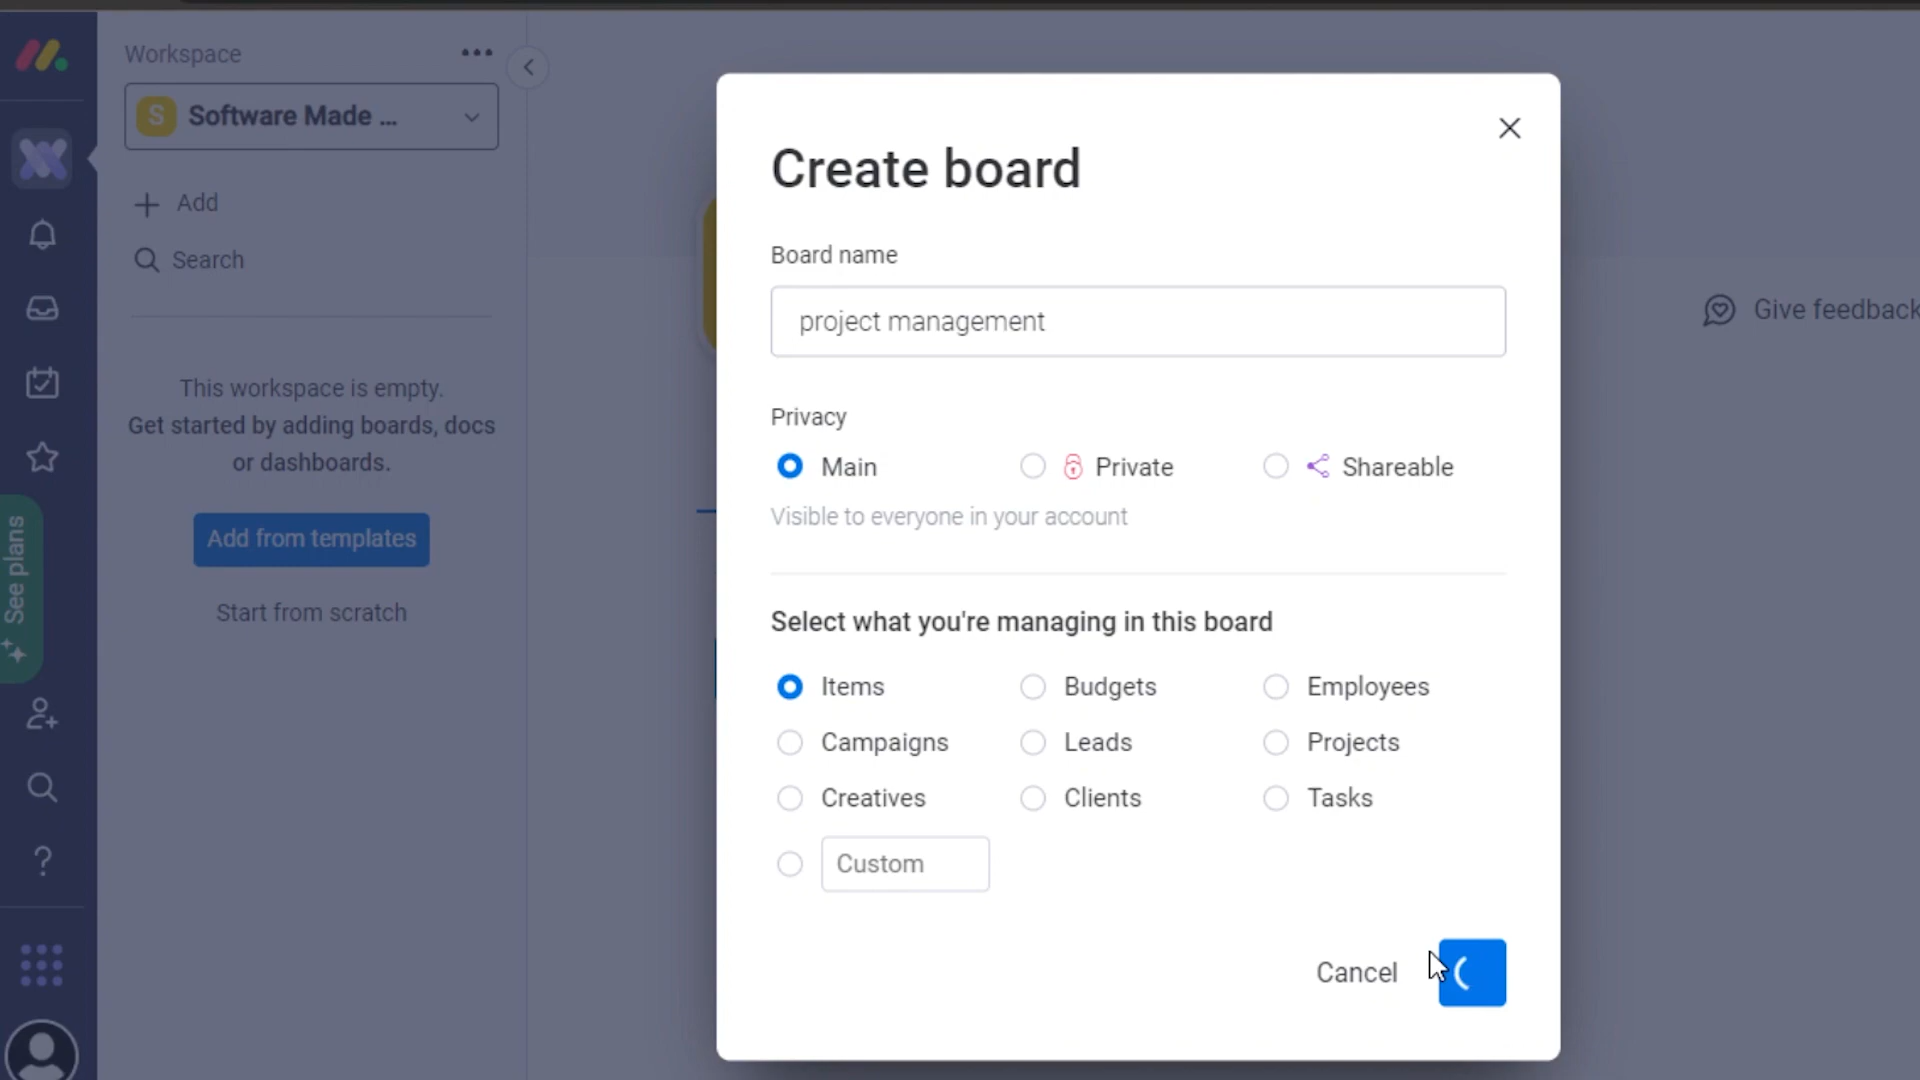 Workspace
S Software Made ...
Add
Search
This workspace is empty.
Get started by adding boards, docs
or dashboards.
Add from templates
Start from scratch
See plans
Create board
Board name
project management
Privacy
Main Private Shareable
Visible to everyone in your account
Select what you're managing in this board
Items Budgets Employees
Campaigns Leads Projects
Creatives Clients Tasks
Custom
Cancel
Give feedback